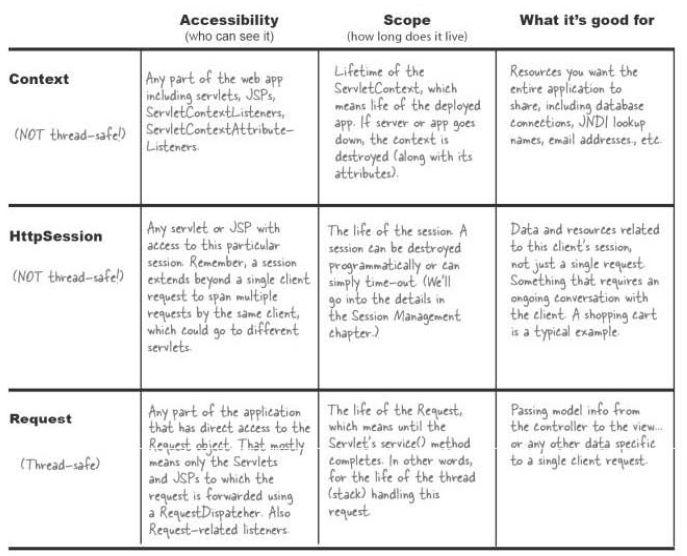 Accessibility
(who can see it)
Scope
(how long does it live)
What it's good for
Context
(NOT thread-safe!)
Any part of the web app
including servlets, JSPs,
ServletContextListeners,
ServletContextAttribute-
Listeners.
Lifetime of the
ServletContext, which
means life of the deployed
app. If server or app goes
down, the context is
destroyed (along with its
attributes).
Resources you want the
entire application to
share, including database
connections, JNDI lookup
names, email addresses., etc.
HttpSession
(NOT thread-safe!)
Any servlet or JSP with
access to this particular
session. Remember, a session
extends beyond a single client
request to span multiple
requests by the same client,
which could go to different
servlets.
The life of the session. A
session can be destroyed
programmatically or can
simply time-out. (We'll
go into the details in
the Session Management
chapter.)
Data and resources related
to this client's session,
not just a single request.
Something that requires an
ongoing conversation with
the client. A shopping cart
is a typical example.
Request
(Thread-safe)
Any part of the application
that has direct access to the
Request object. That mostly
means only the Servlets
and JSPs to which the
request is forwarded using
a RequestDispatcher. Also
Request-related listeners.
The life of the Request,
which means until the
Servlet's service() method
completes. In other words,
for the life of the thread
(stack) handling this
request.
Passing model info from
the controller to the view...
or any other data specific
to a single client request.